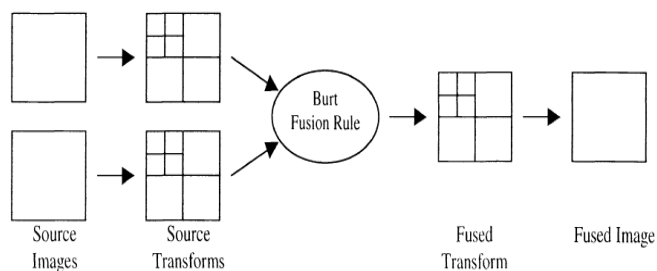 Burt
Fusion Rule
Source
Images
Source
Transforms
Fused
Transform
Fused Image